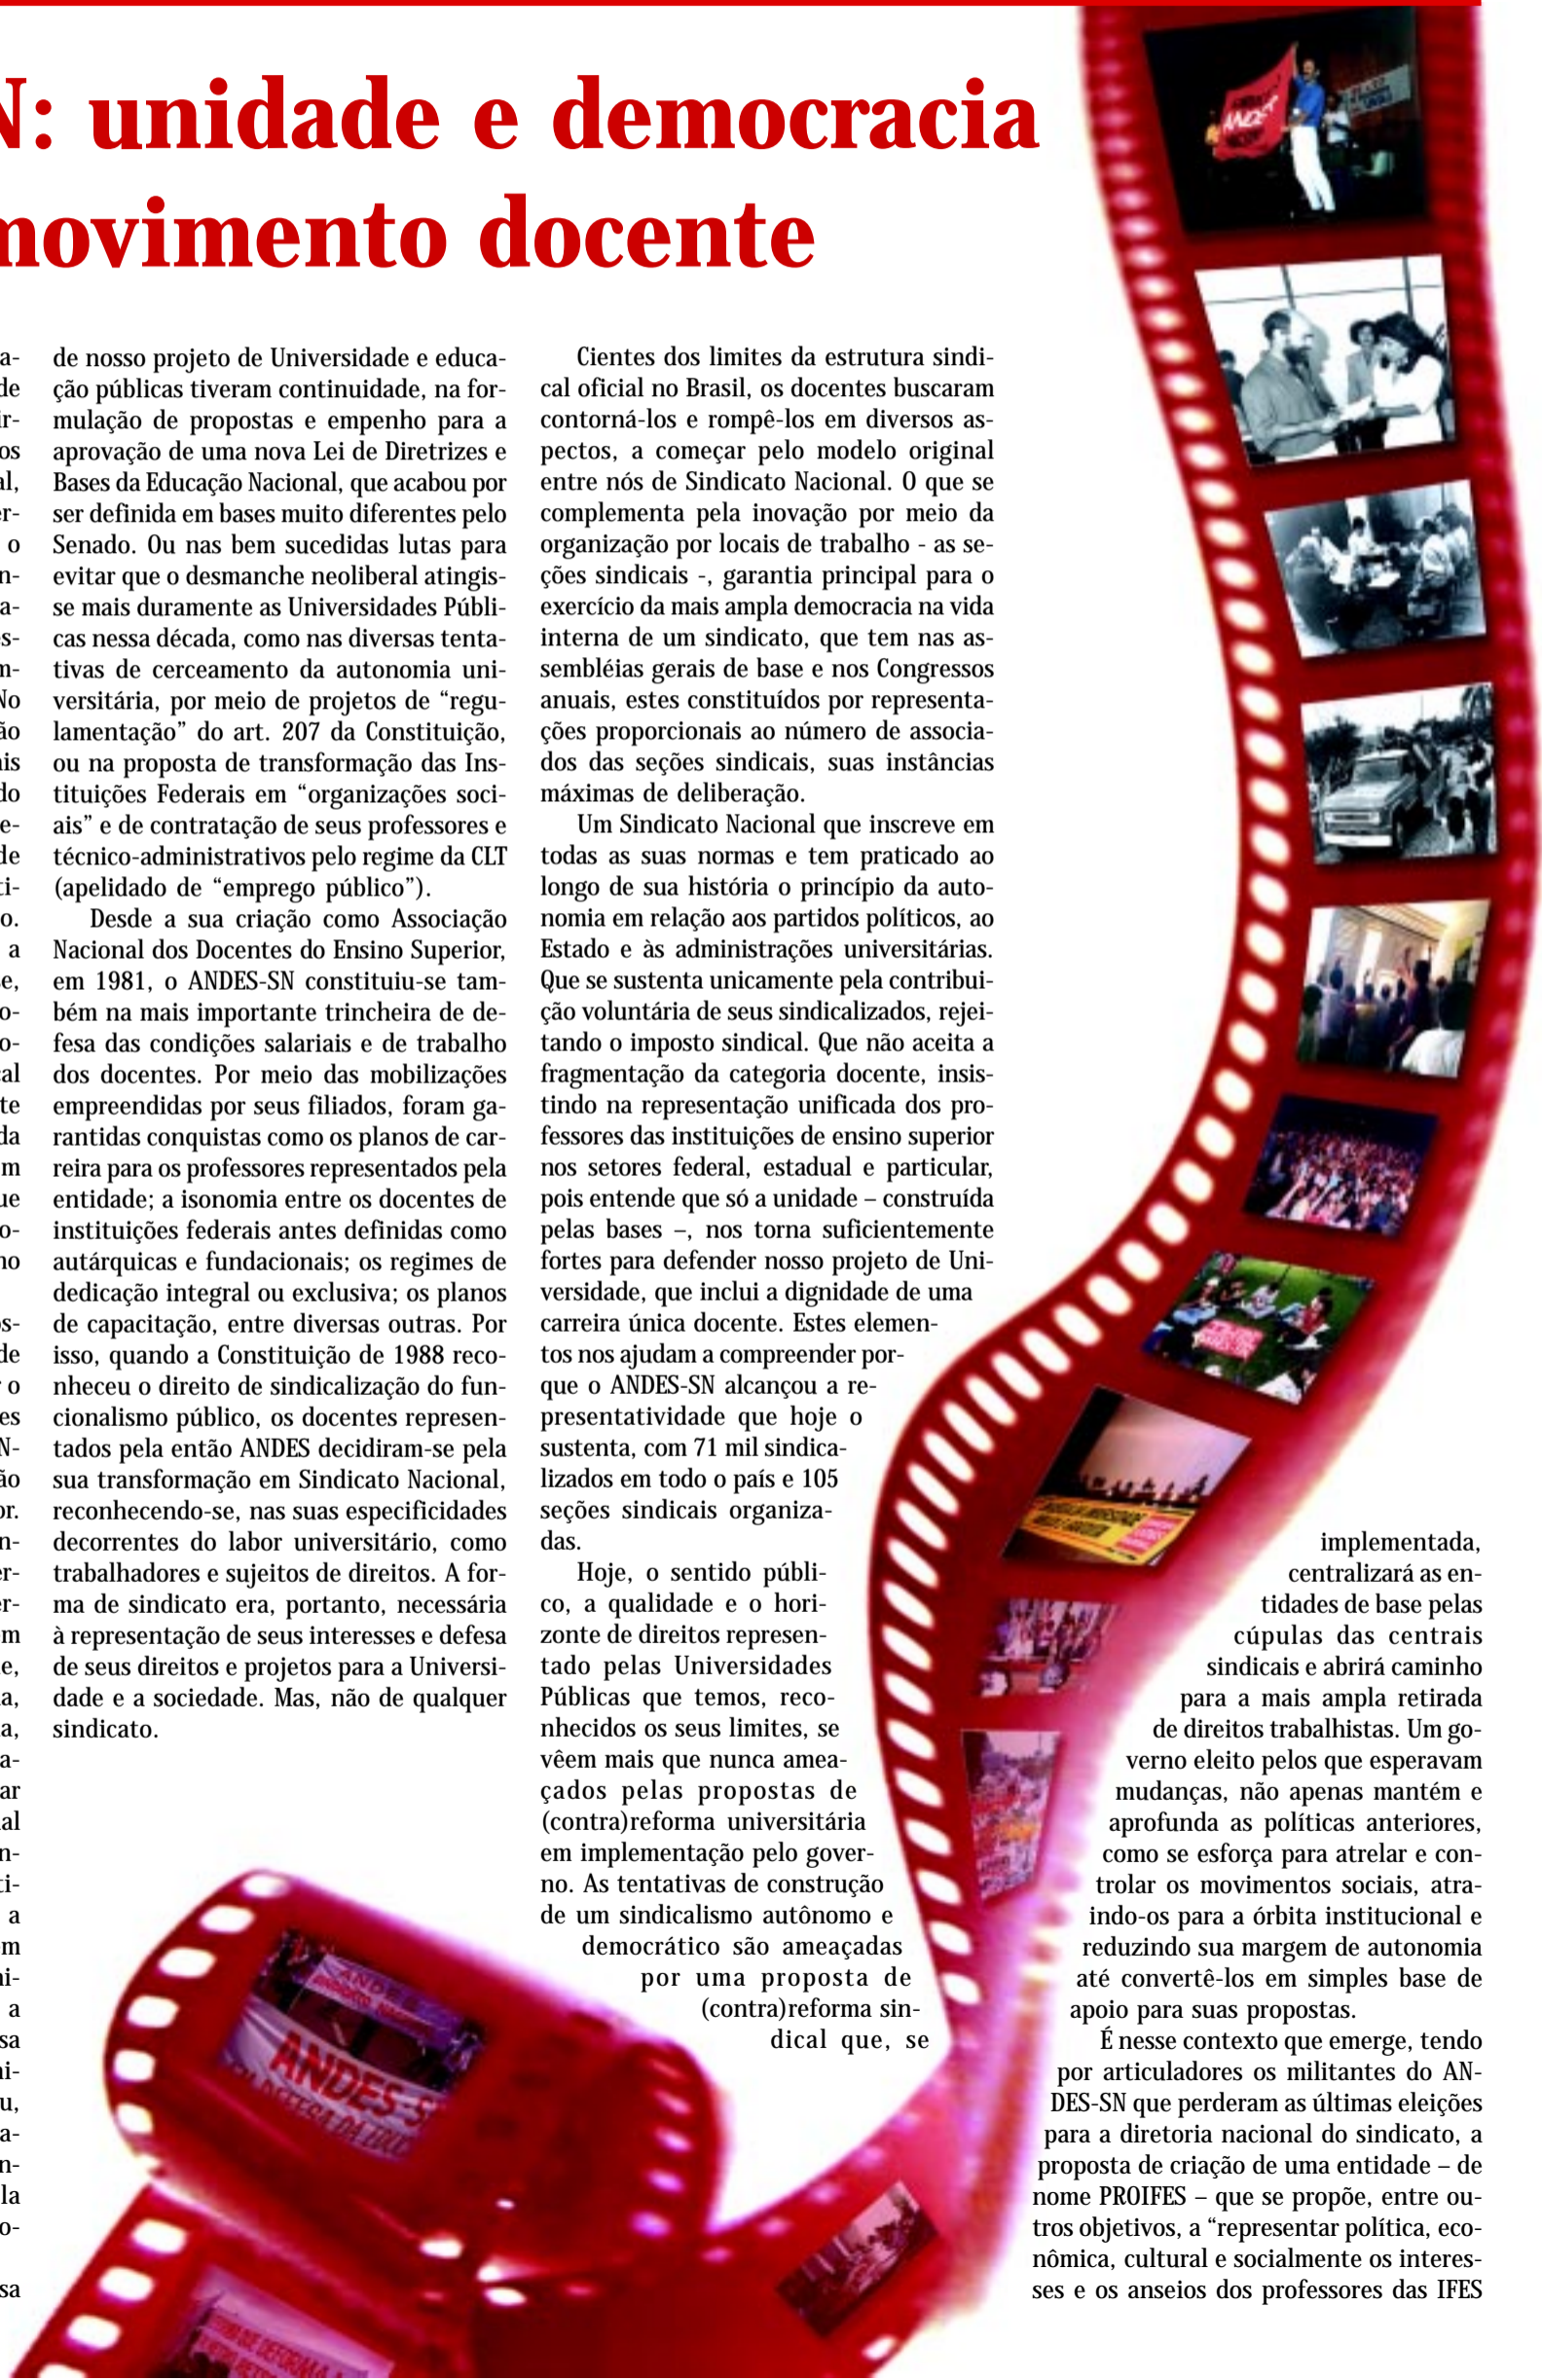 N: unidade e democracia
movimento docente
de nosso projeto de Universidade e educa-
ção públicas tiveram continuidade, na for-
mulação de propostas e empenho para a
aprovação de uma nova Lei de Diretrizes e
Bases da Educação Nacional, que acabou por
ser definida em bases muito diferentes pelo
Senado. Ou nas bem sucedidas lutas para
evitar que o desmanche neoliberal atingis-
se mais duramente as Universidades Públi-
cas nessa década, como nas diversas tenta-
tivas de cerceamento da autonomia uni-
versitária, por meio de projetos de “regu-
lamentação” do art. 207 da Constituição,
ou na proposta de transformação das Ins-
tituições Federais em “organizações soci-
ais” e de contratação de seus professores e
técnico-administrativos pelo regime da CLT
(apelidado de “emprego público”).
Desde a sua criação como Associação
Nacional dos Docentes do Ensino Superior,
em 1981, o ANDES-SN constituiu-se tam-
bém na mais importante trincheira de de-
fesa das condições salariais e de trabalho
dos docentes. Por meio das mobilizações
empreendidas por seus filiados, foram ga-
rantidas conquistas como os planos de car-
reira para os professores representados pela
entidade; a isonomia entre os docentes de
instituições federais antes definidas como
autárquicas e fundacionais; os regimes de
dedicação integral ou exclusiva; os planos
de capacitação, entre diversas outras. Por
isso, quando a Constituição de 1988 reco-
nheceu o direito de sindicalização do fun-
cionalismo público, os docentes represen-
tados pela então ANDES decidiram-se pela
sua transformação em Sindicato Nacional,
reconhecendo-se, nas suas especificidades
decorrentes do labor universitário, como
trabalhadores e sujeitos de direitos. A for-
ma de sindicato era, portanto, necessária
à representação de seus interesses e defesa
de seus direitos e projetos para a Universi-
dade e a sociedade. Mas, não de qualquer
sindicato.
Cientes dos limites da estrutura sindi-
cal oficial no Brasil, os docentes buscaram
contorná-los e rompê-los em diversos as-
pectos, a começar pelo modelo original
entre nós de Sindicato Nacional. O que se
complementa pela inovação por meio da
organização por locais de trabalho - as se-
ções sindicais -, garantia principal para o
exercício da mais ampla democracia na vida
interna de um sindicato, que tem nas as-
sembléias gerais de base e nos Congressos
anuais, estes constituídos por representa-
ções proporcionais ao número de associa-
dos das seções sindicais, suas instâncias
máximas de deliberação.
Um Sindicato Nacional que inscreve em
todas as suas normas e tem praticado ao
longo de sua história o princípio da auto-
nomia em relação aos partidos políticos, ao
Estado e às administrações universitárias.
Que se sustenta unicamente pela contribui-
ção voluntária de seus sindicalizados, rejei-
tando o imposto sindical. Que não aceita a
fragmentação da categoria docente, insis-
tindo na representação unificada dos pro-
fessores das instituições de ensino superior
nos setores federal, estadual e particular,
pois entende que só a unidade – construída
pelas bases –, nos torna suficientemente
fortes para defender nosso projeto de Uni-
versidade, que inclui a dignidade de uma
carreira única docente. Estes elemen-
tos nos ajudam a compreender por-
que o ANDES-SN alcançou a re-
presentatividade que hoje o
sustenta, com 71 mil sindica-
lizados em todo o país e 105
seções sindicais organiza-
das.
Hoje, o sentido públi-
co, a qualidade e o hori-
zonte de direitos represen-
tado pelas Universidades
Públicas que temos, reco-
nhecidos os seus limites, se
vêem mais que nunca amea-
çados pelas propostas de
(contra)reforma universitária
em implementação pelo gover-
no. As tentativas de construção
de um sindicalismo autônomo e
democrático são ameaçadas
por uma proposta de
(contra)reforma sin-
dical que, se
implementada,
centralizará as en-
tidades de base pelas
cúpulas das centrais
sindicais e abrirá caminho
para a mais ampla retirada
de direitos trabalhistas. Um go-
verno eleito pelos que esperavam
mudanças, não apenas mantém e
aprofunda as políticas anteriores,
como se esforça para atrelar e con-
trolar os movimentos sociais, atra-
indo-os para a órbita institucional e
reduzindo sua margem de autonomia
até convertê-los em simples base de
apoio para suas propostas.
É nesse contexto que emerge, tendo
por articuladores os militantes do AN-
DES-SN que perderam as últimas eleições
para a diretoria nacional do sindicato, a
proposta de criação de uma entidade – de
nome PROIFES – que se propõe, entre ou-
tros objetivos, a “representar política, eco-
nômica, cultural e socialmente os interes-
ses e os anseios dos professores das IFES
ANDES
ANDES-S